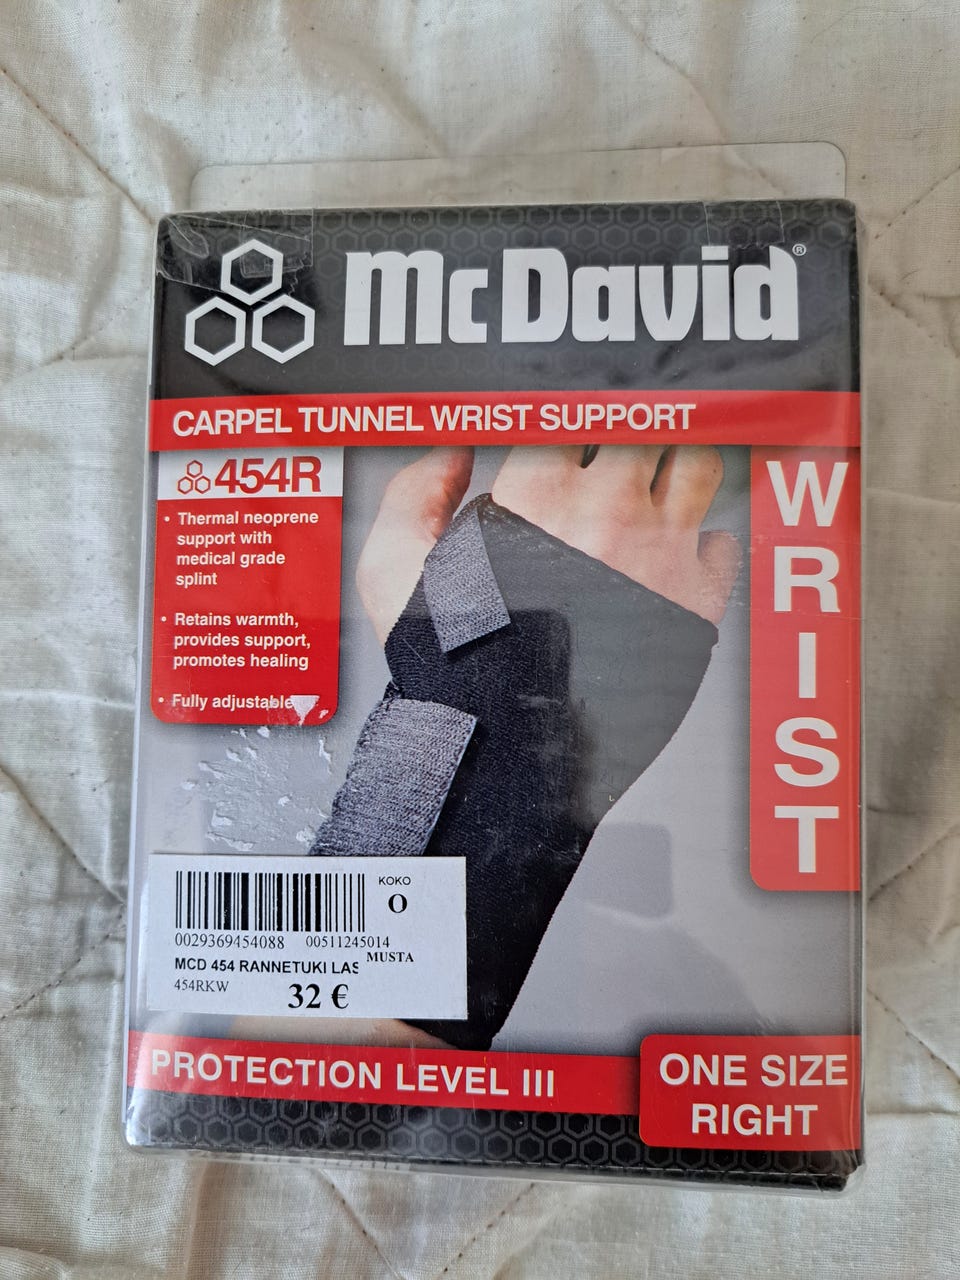 McDavid®
CARPEL TUNNEL WRIST SUPPORT
454R
• Thermal neoprene
support with
medical grade
splint
• Retains warmth,
provides support,
promotes healing
• Fully adjustable
WRIST
KOKO
0
0029369454088 00511245014
MUSTA
MCD 454 RANNETUKI LAS
454RKW
32 €
PROTECTION LEVEL III
ONE SIZE
RIGHT